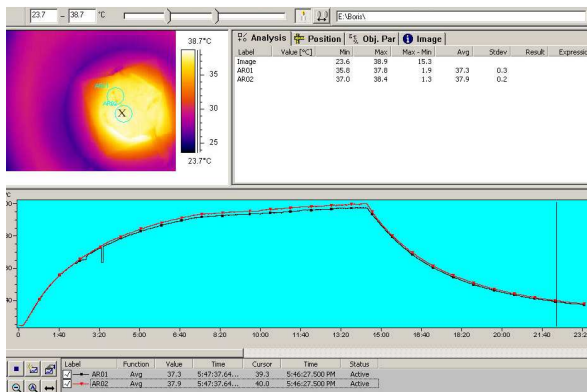 23.7 – 38.7 °C E:\Boris\
Analysis Position Obj. Par Image
Label Value [°C] Min Max Max - Min Avg Stdev Result Expressio
Image 23.6 38.9 15.3
AR01 35.8 37.8 1.9 37.3 0.3
AR02 37.0 38.4 1.3 37.9 0.2
38.7°C
35
30
25
23.7°C
°C
0 1:40 3:20 5:00 6:40 8:20 10:00 11:40 13:20 15:00 16:40 18:20 20:00 21:40 23:2
Label Function Value Time Cursor Time Status
AR01 Avg 37.3 5:47:37.64... 39.3 5:46:27.500 PM Active
AR02 Avg 37.9 5:47:37.64... 40.0 5:46:27.500 PM Active